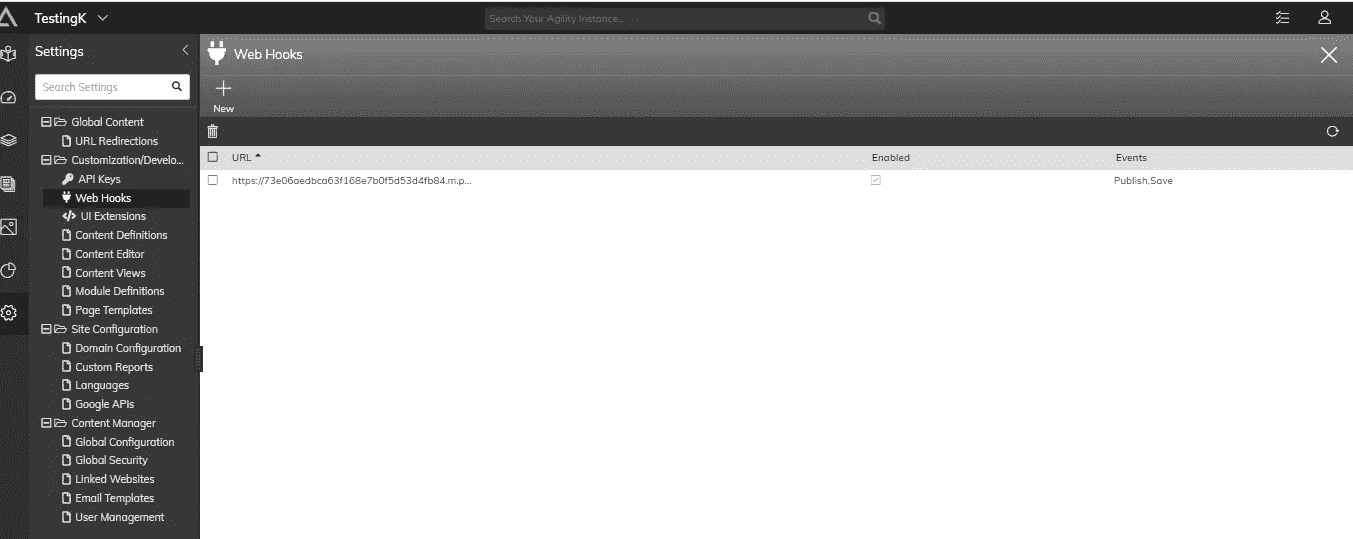 TestingK
Search Your Agility Instance...
Settings
Search Settings
Global Content
URL Redirections
Customization/Develo...
API Keys
Web Hooks
UI Extensions
Content Definitions
Content Editor
Content Views
Module Definitions
Page Templates
Site Configuration
Domain Configuration
Custom Reports
Languages
Google APIs
Content Manager
Global Configuration
Global Security
Linked Websites
Email Templates
User Management
Web Hooks
New
URL Enabled Events
https://73e06aedbca63f168e7b0f5d53d4fb84.m.p... Publish,Save